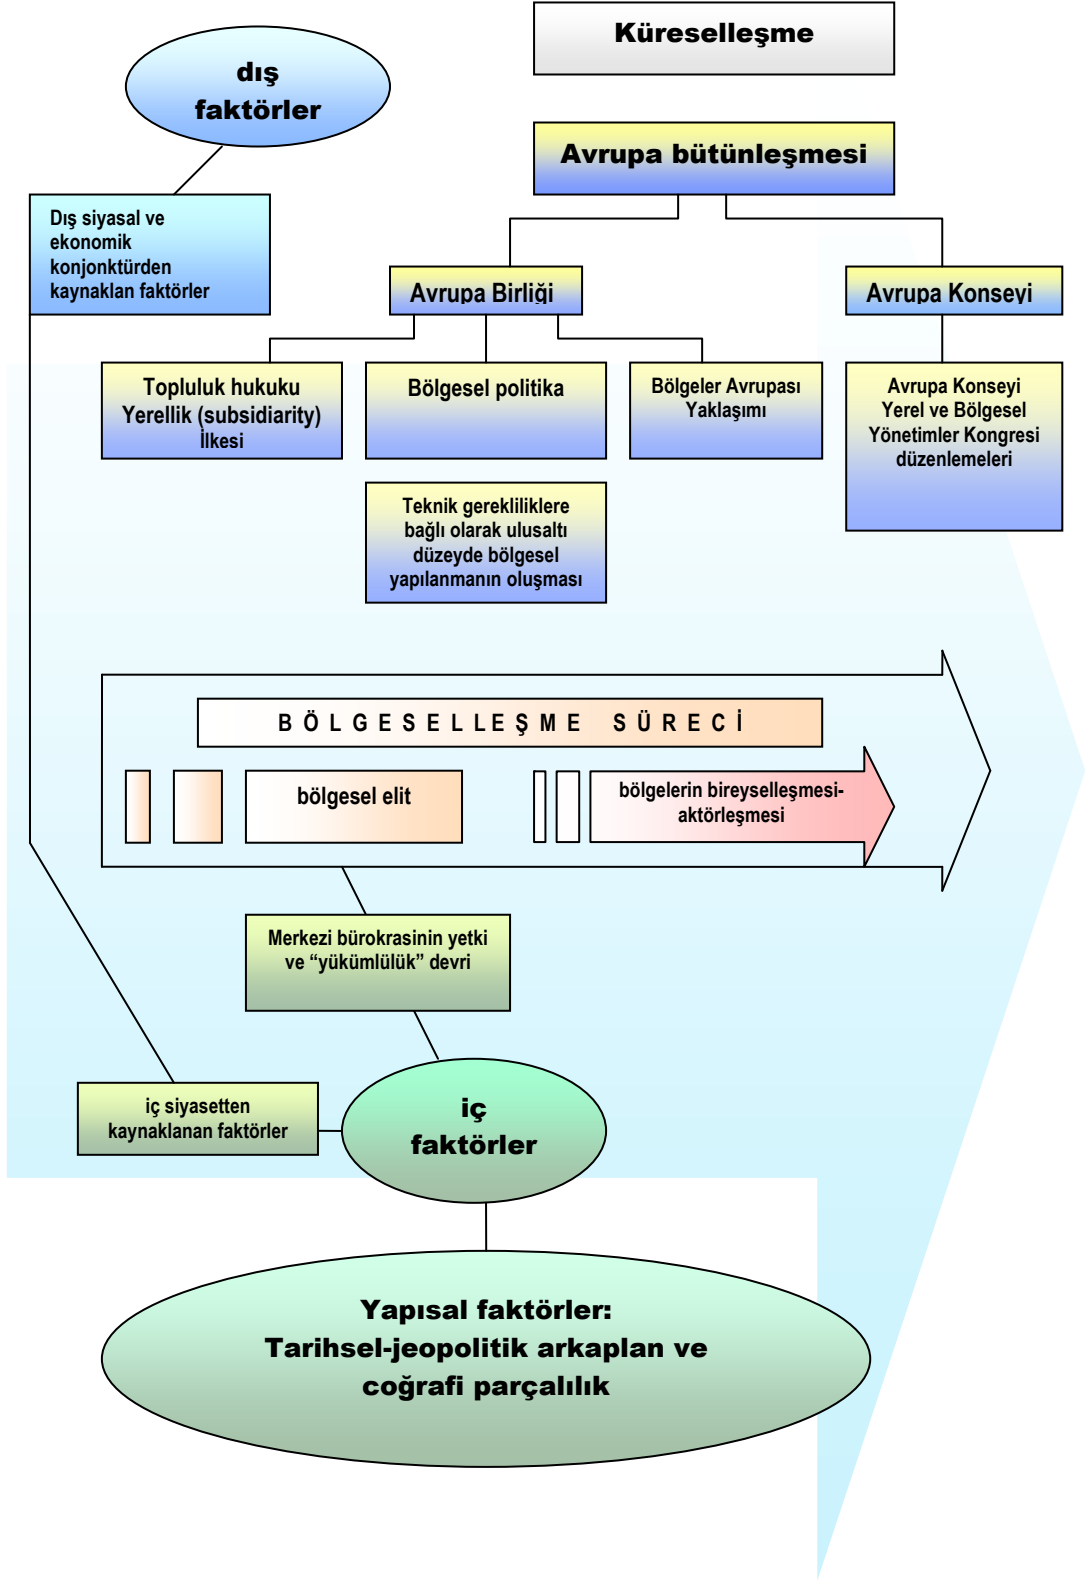 Küreselleşme
dış
faktörler
Avrupa bütünleşmesi
Dış siyasal ve
ekonomik
konjonktürden
kaynaklan faktörler
Avrupa Birliği
Avrupa Konseyi
Topluluk hukuku
Yerellik (subsidiarity)
İlkesi
Bölgesel politika
Bölgeler Avrupası
Yaklaşımı
Avrupa Konseyi
Yerel ve Bölgesel
Yönetimler Kongresi
düzenlemeleri
Teknik gerekliliklere
bağlı olarak ulusaltı
düzeyde bölgesel
yapılanmanın oluşması
BÖLGESELLEŞME SÜRECİ
bölgesel elit
bölgelerin bireyselleşmesi-
aktörleşmesi
Merkezi bürokrasinin yetki
ve “yükümlülük” devri
iç siyasetten
kaynaklanan faktörler
iç
faktörler
Yapısal faktörler:
Tarihsel-jeopolitik arkaplan ve
coğrafi parçalılık